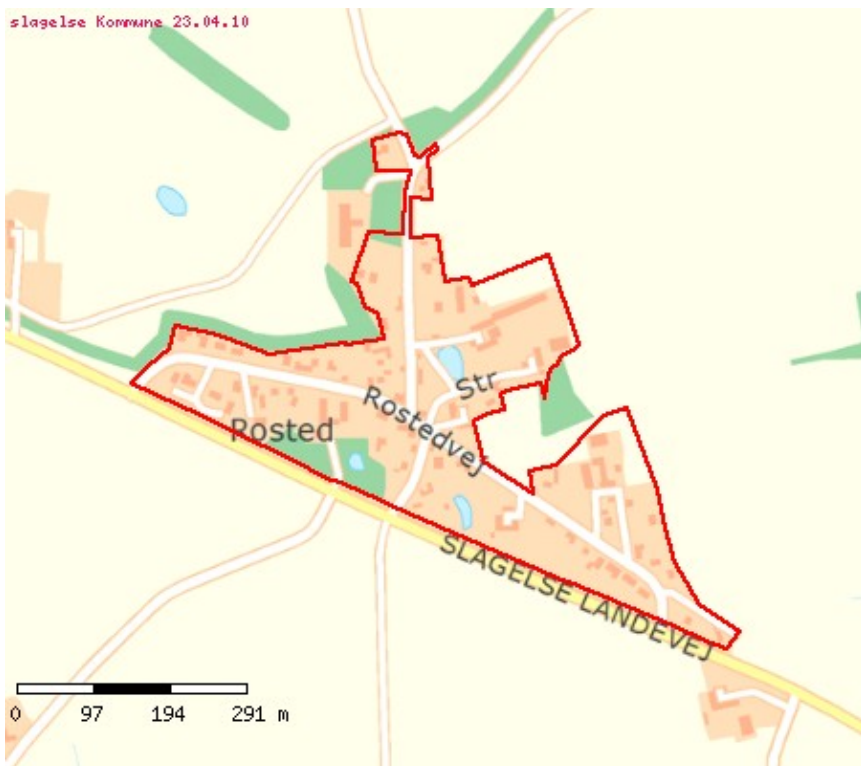 slagelse Kommune 23.04.10
Str
Rostedvej
Rosted
SLAGELSE LANDEVEJ
0 97 194 291 m